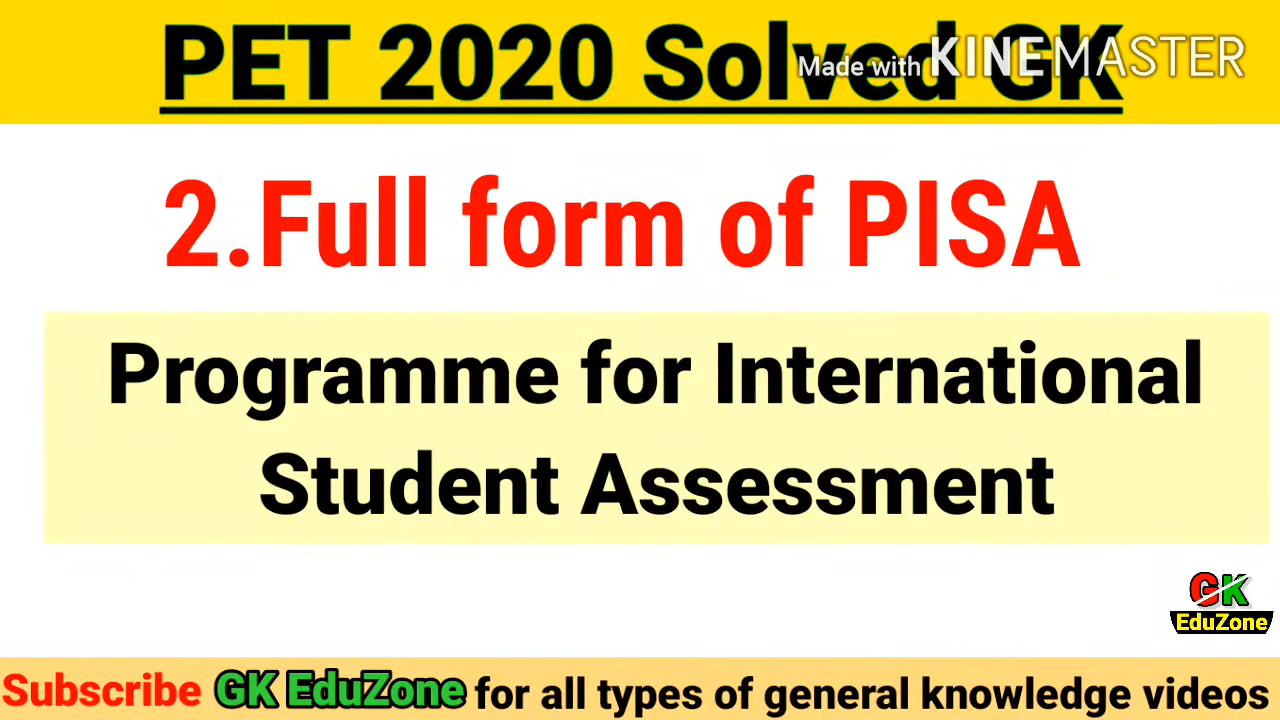 PET 2020 Solved GK
Made with KINEMASTER
2.Full form of PISA
Programme for International
Student Assessment
GK
EduZone
Subscribe GK EduZone for all types of general knowledge videos